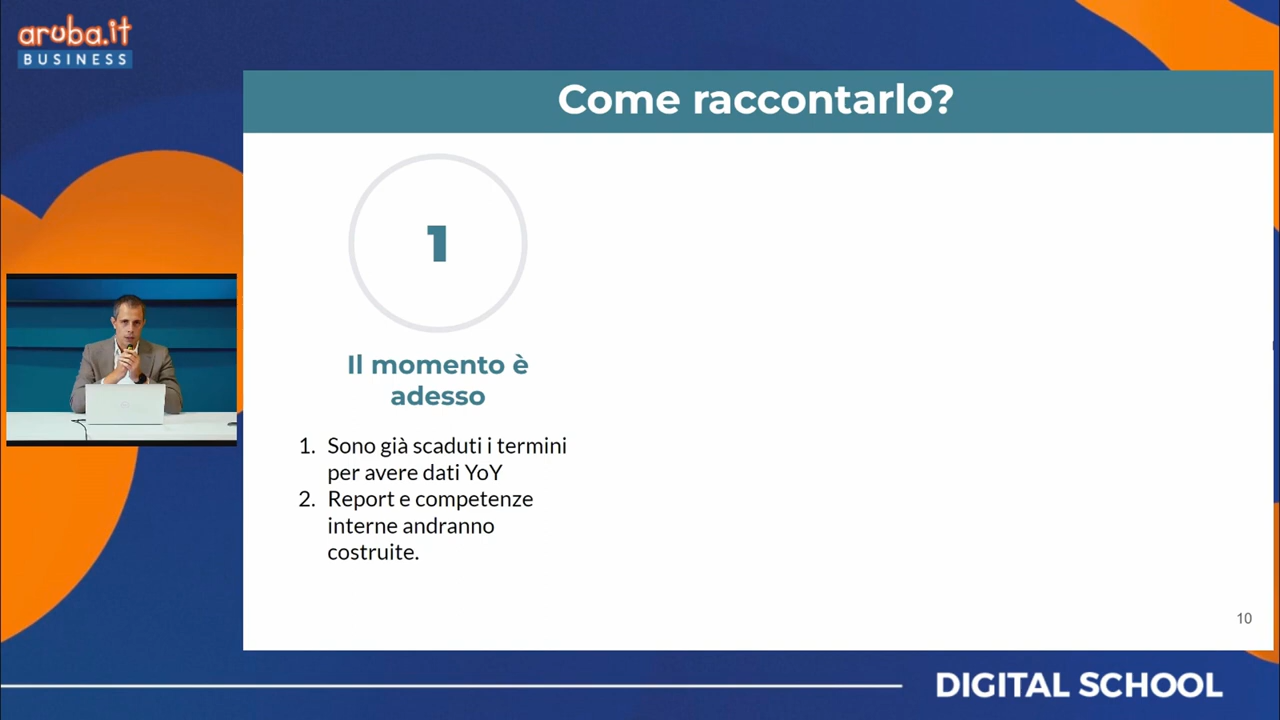 aruba.it
BUSINESS
Come raccontarlo?
1
Il momento è
adesso
1. Sono già scaduti i termini
per avere dati YoY
2. Report e competenze
interne andranno
costruite.
10
DIGITAL SCHOOL